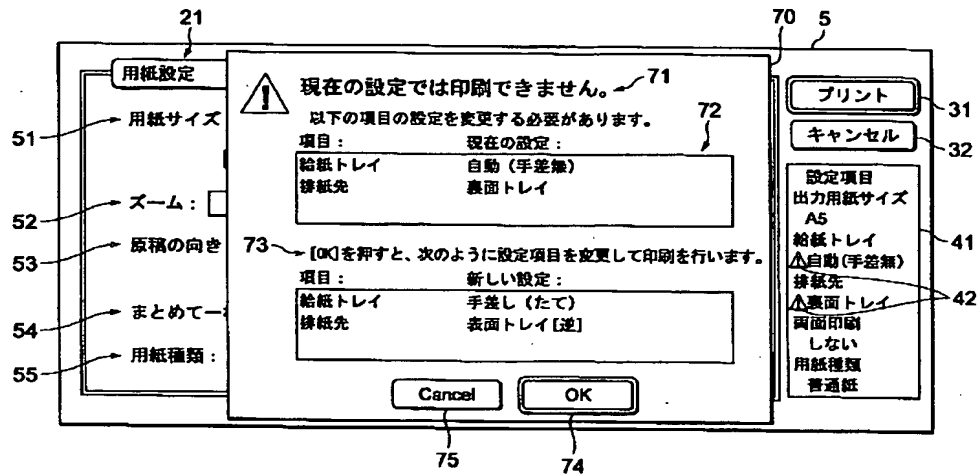 21
70
5
用紙設定
現在の設定では印刷できません。
71
プリント
31
51
用紙サイズ
以下の項目の設定を変更する必要があります。
72
キャンセル
32
項目：
現在の設定：
給紙トレイ
自動（手差無）
排紙先
裏面トレイ
設定項目
出力用紙サイズ
A5
給紙トレイ
自動(手差無)
排紙先
裏面トレイ
両面印刷
しない
用紙種類
普通紙
41
42
52
ズーム：
53
原稿の向き
73
[OK]を押すと、次のように設定項目を変更して印刷を行います。
項目：
新しい設定：
54
まとめて一
給紙トレイ
手差し（たて）
排紙先
表面トレイ[逆]
55
用紙種類：
Cancel
OK
75
74